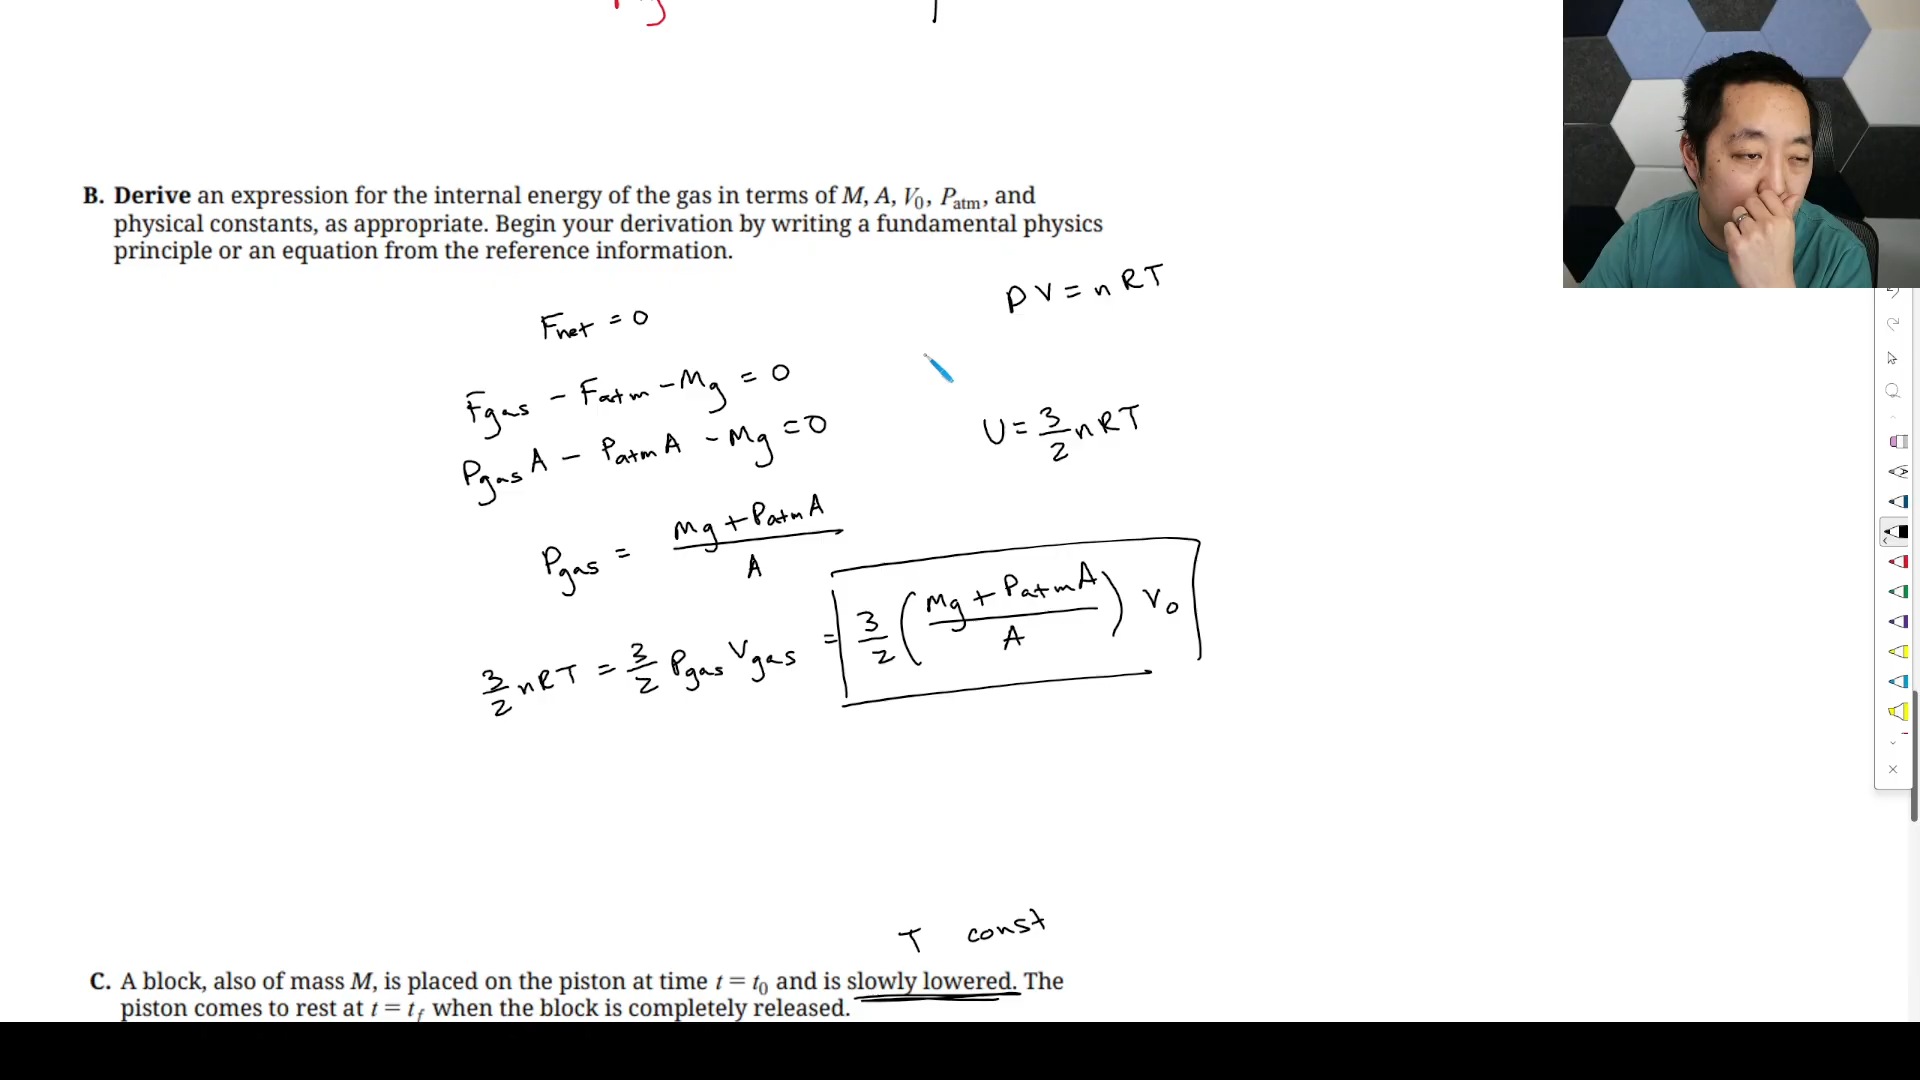 B. Derive an expression for the internal energy of the gas in terms of M, A, V₀, P_atm, and
physical constants, as appropriate. Begin your derivation by writing a fundamental physics
principle or an equation from the reference information.
PV = nRT
Fnet = 0
Fgas - Fatm - Mg = 0
U = 3/2 nRT
Pgas A - Patm A - Mg = 0
Pgas = (Mg + Patm A)/A
3/2 nRT = 3/2 Pgas Vgas = 3/2 ((Mg + Patm A)/A) V₀
T const
C. A block, also of mass M, is placed on the piston at time t = t₀ and is slowly lowered. The
piston comes to rest at t = t_f when the block is completely released.